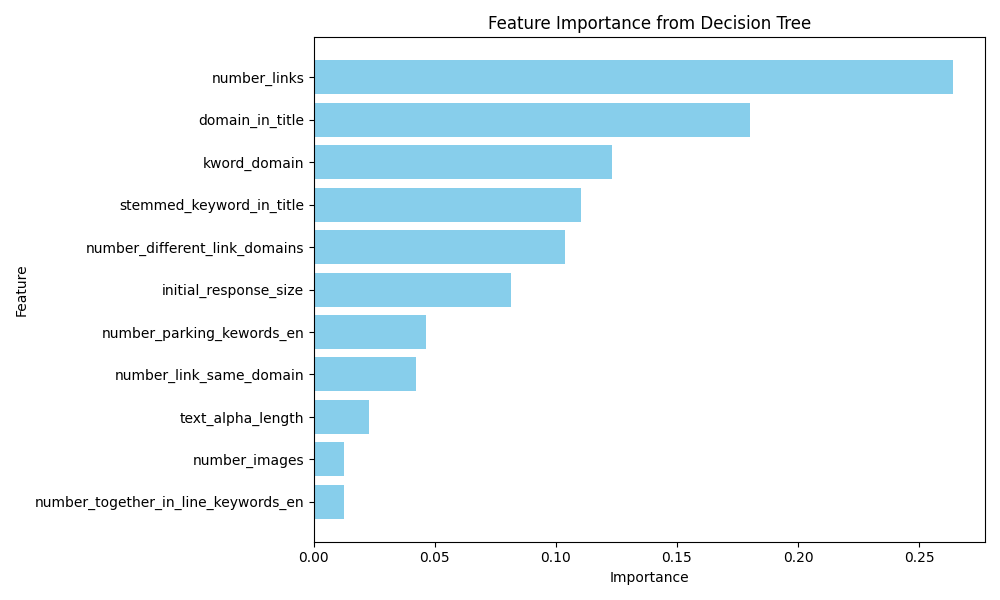 Feature Importance from Decision Tree
Feature
number_links
domain_in_title
kword_domain
stemmed_keyword_in_title
number_different_link_domains
initial_response_size
number_parking_kewords_en
number_link_same_domain
text_alpha_length
number_images
number_together_in_line_keywords_en
0.00 0.05 0.10 0.15 0.20 0.25
Importance